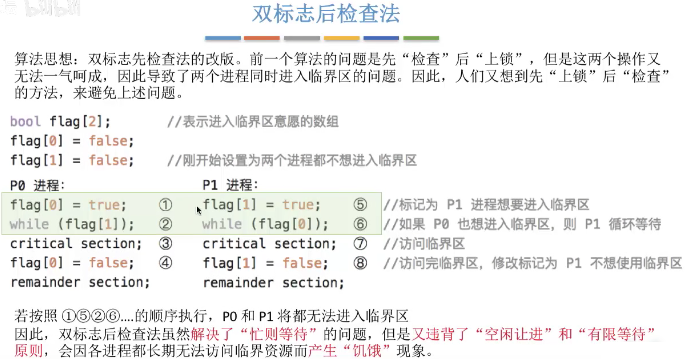 bilibili
双标志后检查法
算法思想：双标志先检查法的改版。前一个算法的问题是先“检查”后“上锁”，但是这两个操作又
无法一气呵成，因此导致了两个进程同时进入临界区的问题。因此，人们又想到先“上锁”后“检查”
的方法，来避免上述问题。
bool flag[2]; //表示进入临界区意愿的数组
flag[0] = false;
flag[1] = false; //刚开始设置为两个进程都不想进入临界区
P0 进程： P1 进程：
flag[0] = true; ① flag[1] = true; ⑤ //标记为 P1 进程想要进入临界区
while (flag[1]); ② while (flag[0]); ⑥ //如果 P0 也想进入临界区，则 P1 循环等待
critical section; ③ critical section; ⑦ //访问临界区
flag[0] = false; ④ flag[1] = false; ⑧ //访问完临界区，修改标记为 P1 不想使用临界区
remainder section; remainder section;
若按照 ①⑤②⑥....的顺序执行，P0 和 P1 将都无法进入临界区
因此，双标志后检查法虽然解决了“忙则等待”的问题，但是又违背了“空闲让进”和“有限等待”
原则，会因各进程都长期无法访问临界资源而产生“饥饿”现象。